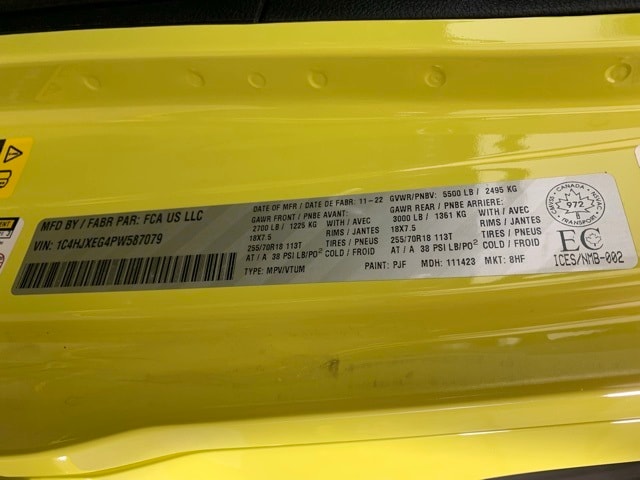 MFD BY / FABR PAR: FCA US LLC
VIN: 1C4HJXEG4PW587079
DATE OF MFR / DATE DE FABR: 11-22
GAWR FRONT / PNBE AVANT:
2700 LB / 1225 KG WITH / AVEC
18X7.5 RIMS / JANTES
255/70R18 113T TIRES / PNEUS
AT / A 38 PSI LB/PO² COLD / FROID
TYPE: MPV/VTUM
GVWR/PNBV: 5500 LB / 2495 KG
GAWR REAR / PNBE ARRIERE:
3000 LB / 1361 KG WITH / AVEC
18X7.5 RIMS / JANTES
255/70R18 113T TIRES / PNEUS
AT / A 38 PSI LB/PO² COLD / FROID
PAINT: PJF MDH: 111423 MKT: 8HF
CANADA
972
TRANSPORT
EC
ICES/NMB-002